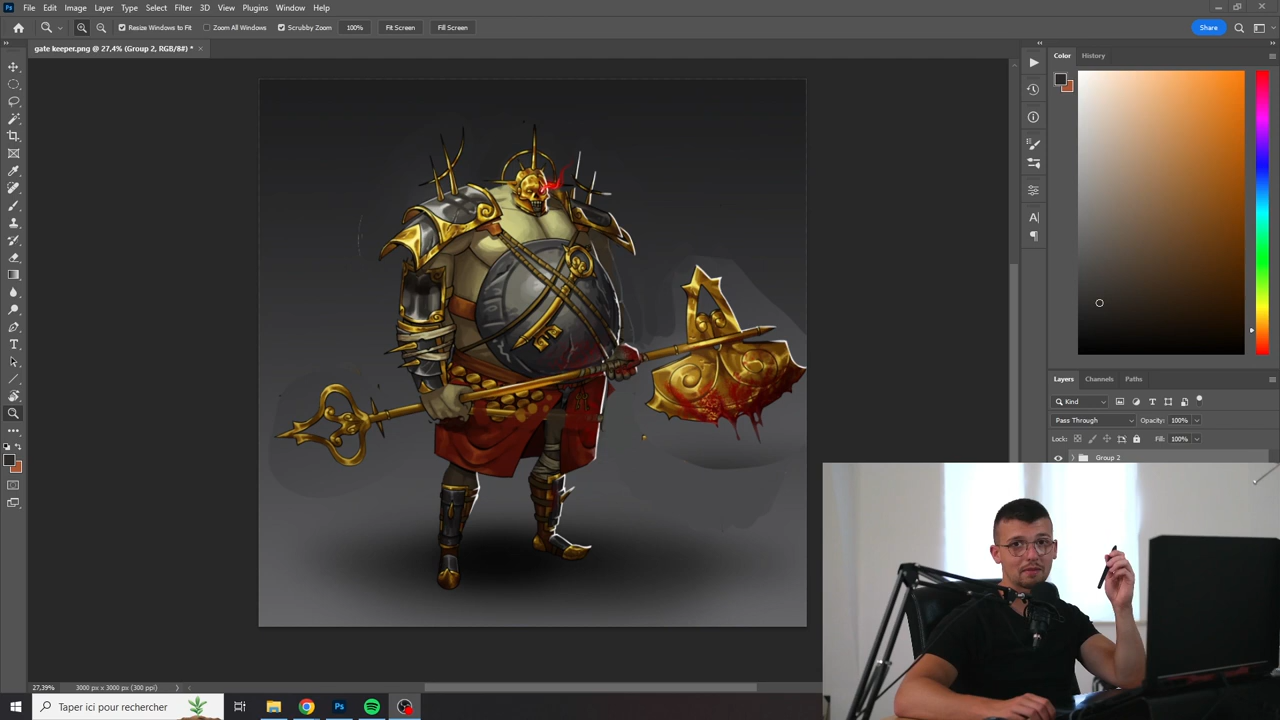 Ps File Edit Image Layer Type Select Filter 3D View Plugins Window Help
Resize Windows to Fit Zoom All Windows Scrubby Zoom 100% Fit Screen Fill Screen Share
gate keeper.png @ 27,4% (Group 2, RGB/8#) *
Color History
Layers Channels Paths
Kind
Pass Through Opacity: 100%
Lock: Fill: 100%
Group 2
27,39% 3000 px x 3000 px (300 ppi)
Taper ici pour rechercher Ps